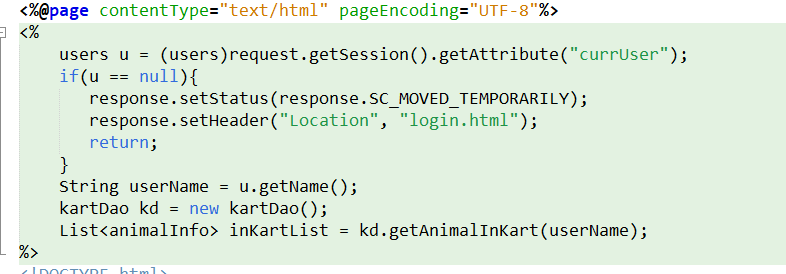 <%@page contentType="text/html" pageEncoding="UTF-8"%>
<%
users u = (users)request.getSession().getAttribute("currUser");
if(u == null){
response.setStatus(response.SC_MOVED_TEMPORARILY);
response.setHeader("Location", "login.html");
return;
}
String userName = u.getName();
kartDao kd = new kartDao();
List<animalInfo> inKartList = kd.getAnimalInKart(userName);
%>
<!DOCTYPE html>